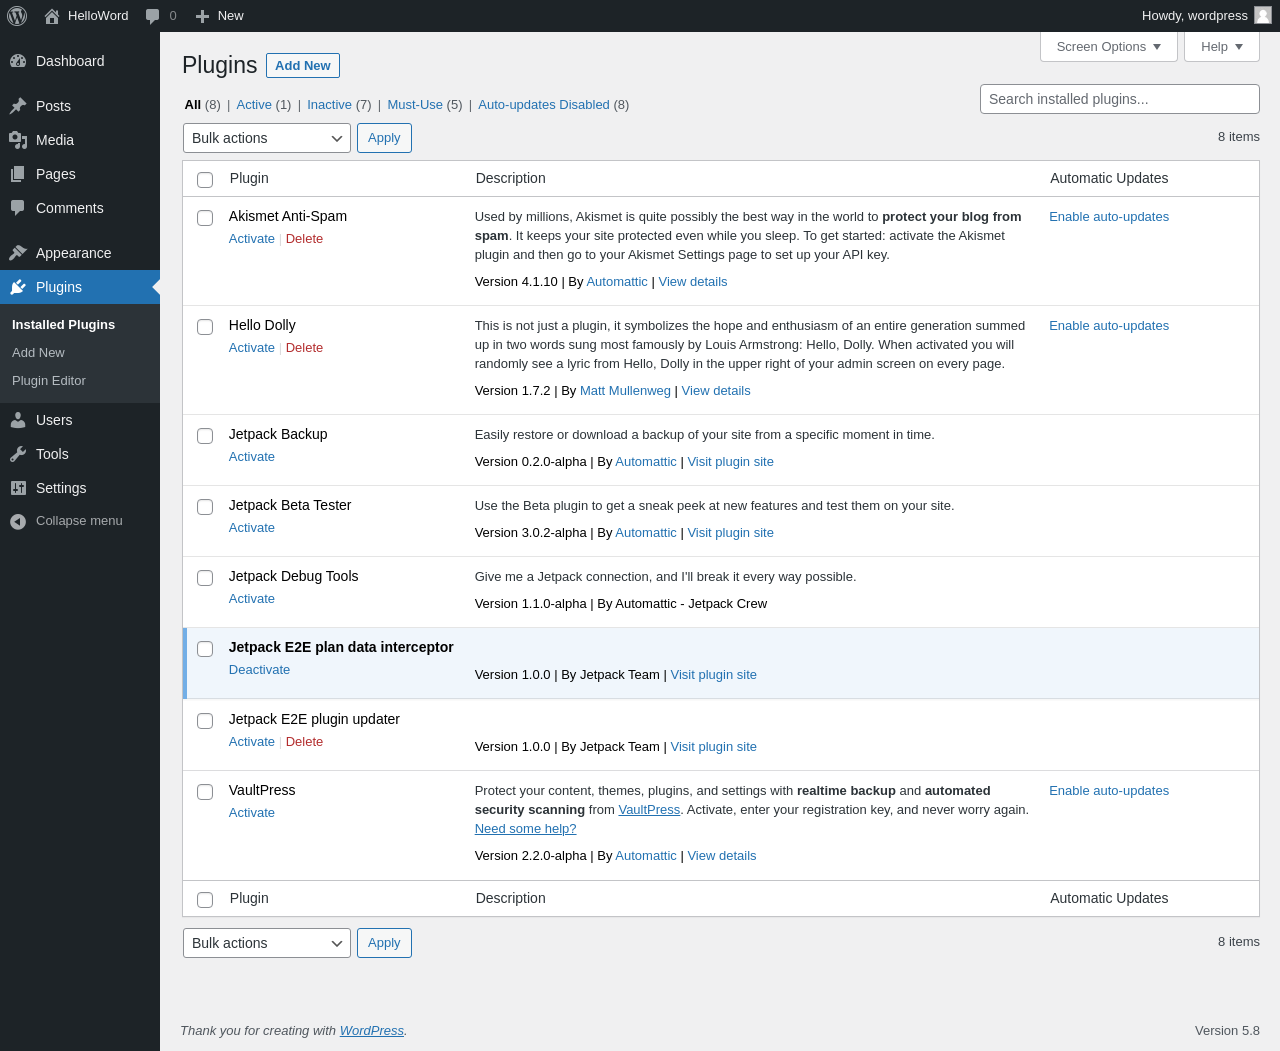 HelloWord 0 New Howdy, wordpress
Dashboard
Posts
Media
Pages
Comments
Appearance
Plugins
Installed Plugins
Add New
Plugin Editor
Users
Tools
Settings
Collapse menu
Screen Options Help
Plugins Add New
All (8) | Active (1) | Inactive (7) | Must-Use (5) | Auto-updates Disabled (8)
Search installed plugins...
Bulk actions Apply 8 items
Plugin Description Automatic Updates
Akismet Anti-Spam
Activate | Delete
Used by millions, Akismet is quite possibly the best way in the world to protect your blog from
spam. It keeps your site protected even while you sleep. To get started: activate the Akismet
plugin and then go to your Akismet Settings page to set up your API key.
Version 4.1.10 | By Automattic | View details
Enable auto-updates
Hello Dolly
Activate | Delete
This is not just a plugin, it symbolizes the hope and enthusiasm of an entire generation summed
up in two words sung most famously by Louis Armstrong: Hello, Dolly. When activated you will
randomly see a lyric from Hello, Dolly in the upper right of your admin screen on every page.
Version 1.7.2 | By Matt Mullenweg | View details
Enable auto-updates
Jetpack Backup
Activate
Easily restore or download a backup of your site from a specific moment in time.
Version 0.2.0-alpha | By Automattic | Visit plugin site
Jetpack Beta Tester
Activate
Use the Beta plugin to get a sneak peek at new features and test them on your site.
Version 3.0.2-alpha | By Automattic | Visit plugin site
Jetpack Debug Tools
Activate
Give me a Jetpack connection, and I'll break it every way possible.
Version 1.1.0-alpha | By Automattic - Jetpack Crew
Jetpack E2E plan data interceptor
Deactivate
Version 1.0.0 | By Jetpack Team | Visit plugin site
Jetpack E2E plugin updater
Activate | Delete
Version 1.0.0 | By Jetpack Team | Visit plugin site
VaultPress
Activate
Protect your content, themes, plugins, and settings with realtime backup and automated
security scanning from VaultPress. Activate, enter your registration key, and never worry again.
Need some help?
Version 2.2.0-alpha | By Automattic | View details
Enable auto-updates
Plugin Description Automatic Updates
Bulk actions Apply 8 items
Thank you for creating with WordPress. Version 5.8